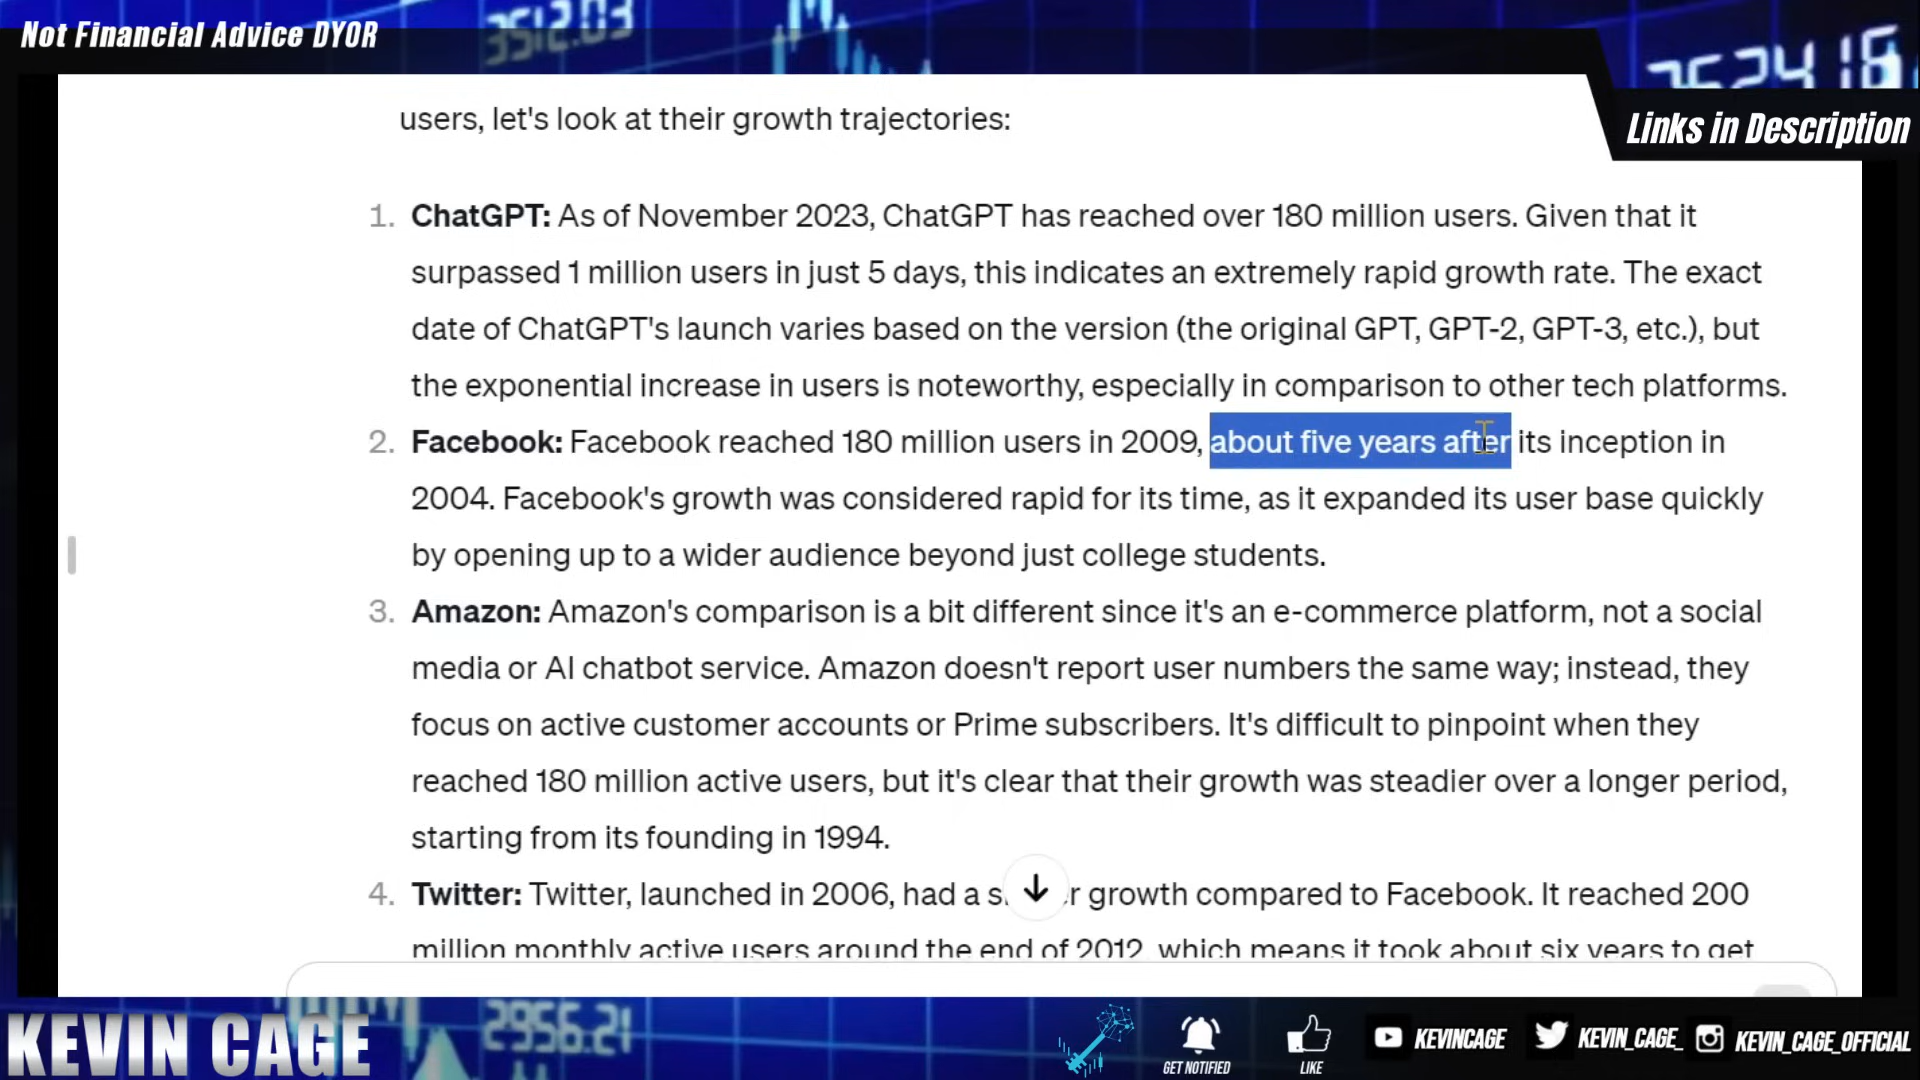 Not Financial Advice DYOR
3512.03
Links in Description
users, let's look at their growth trajectories:
1. ChatGPT: As of November 2023, ChatGPT has reached over 180 million users. Given that it
surpassed 1 million users in just 5 days, this indicates an extremely rapid growth rate. The exact
date of ChatGPT's launch varies based on the version (the original GPT, GPT-2, GPT-3, etc.), but
the exponential increase in users is noteworthy, especially in comparison to other tech platforms.
2. Facebook: Facebook reached 180 million users in 2009, about five years after its inception in
2004. Facebook's growth was considered rapid for its time, as it expanded its user base quickly
by opening up to a wider audience beyond just college students.
3. Amazon: Amazon's comparison is a bit different since it's an e-commerce platform, not a social
media or AI chatbot service. Amazon doesn't report user numbers the same way; instead, they
focus on active customer accounts or Prime subscribers. It's difficult to pinpoint when they
reached 180 million active users, but it's clear that their growth was steadier over a longer period,
starting from its founding in 1994.
4. Twitter: Twitter, launched in 2006, had a growth compared to Facebook. It reached 200
million monthly active users around the end of 2012, which means it took about six years to get
KEVIN CAGE
2956.21
GET NOTIFIED
LIKE
KEVINCAGE
KEVIN_CAGE_
KEVIN_CAGE_OFFICIAL